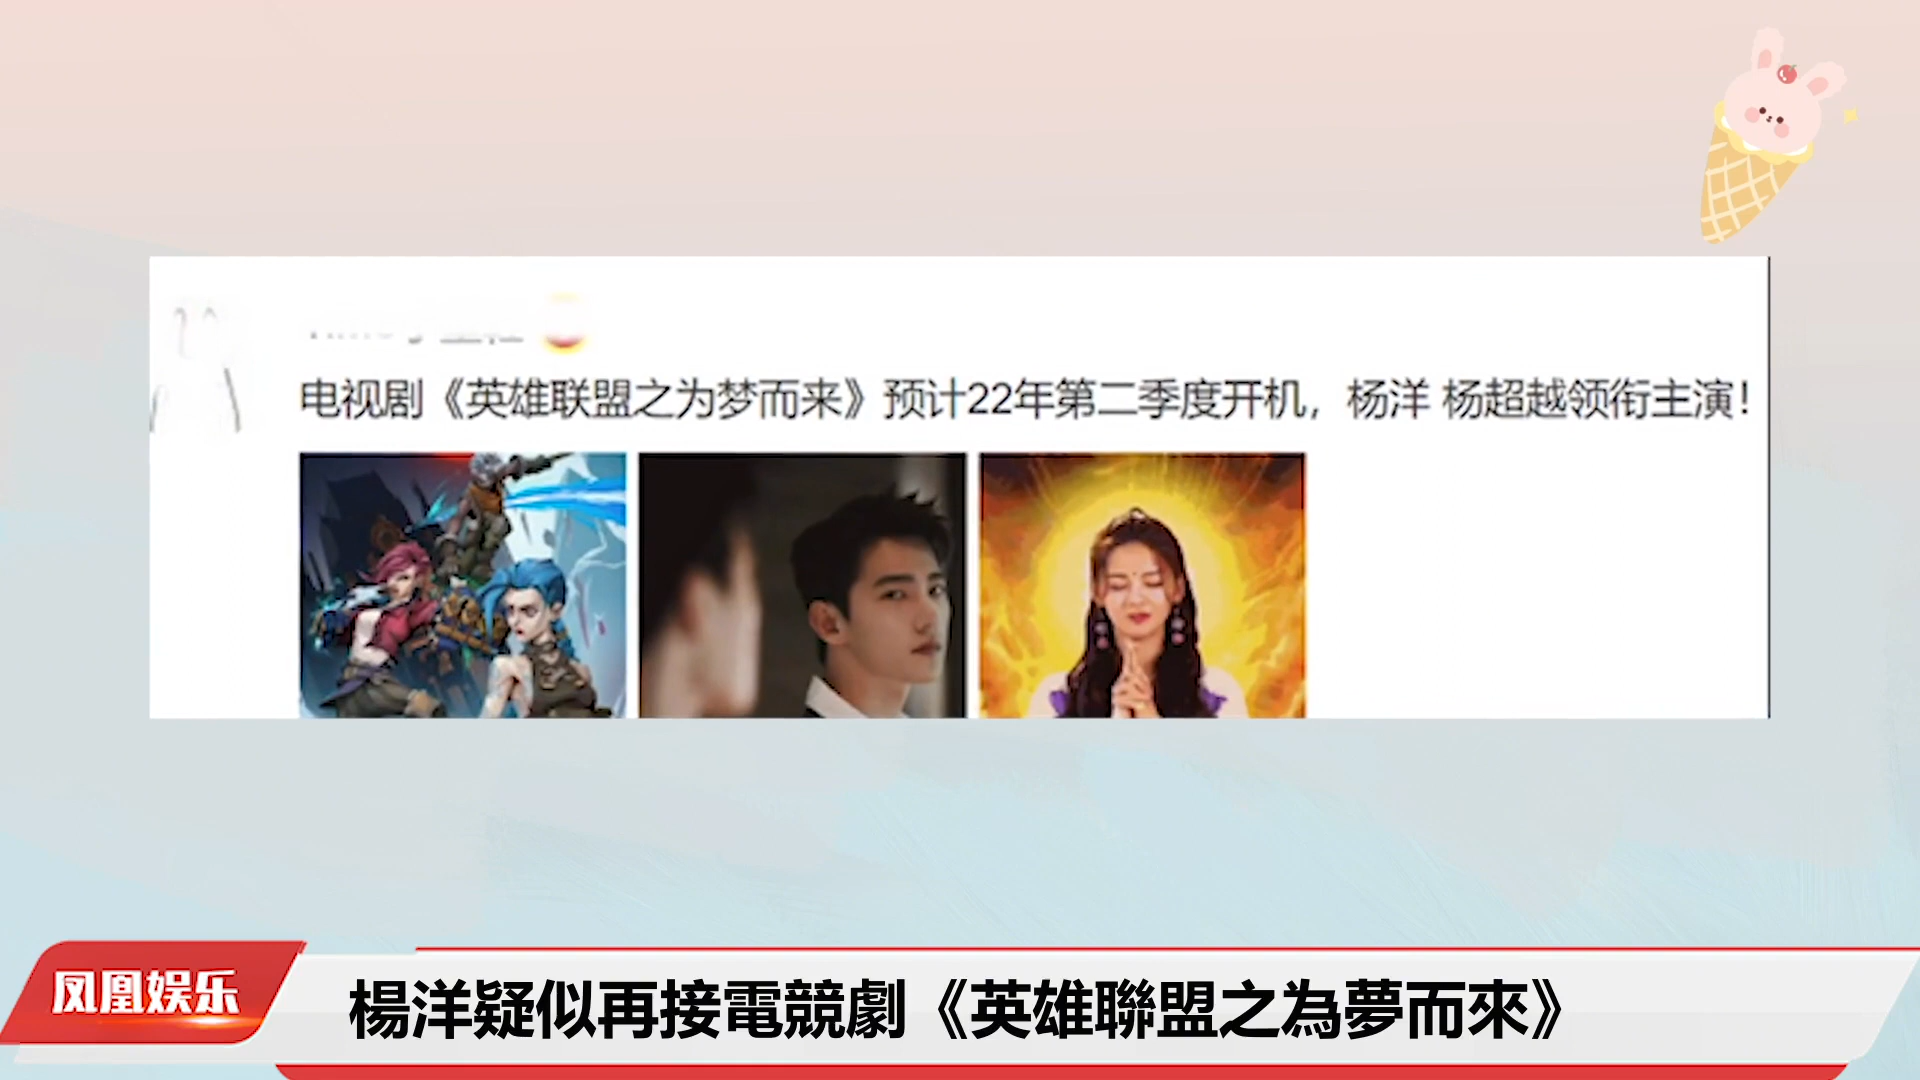 电视剧《英雄联盟之为梦而来》预计22年第二季度开机，杨洋 杨超越领衔主演！
凤凰娱乐
楊洋疑似再接電競劇《英雄聯盟之為夢而來》